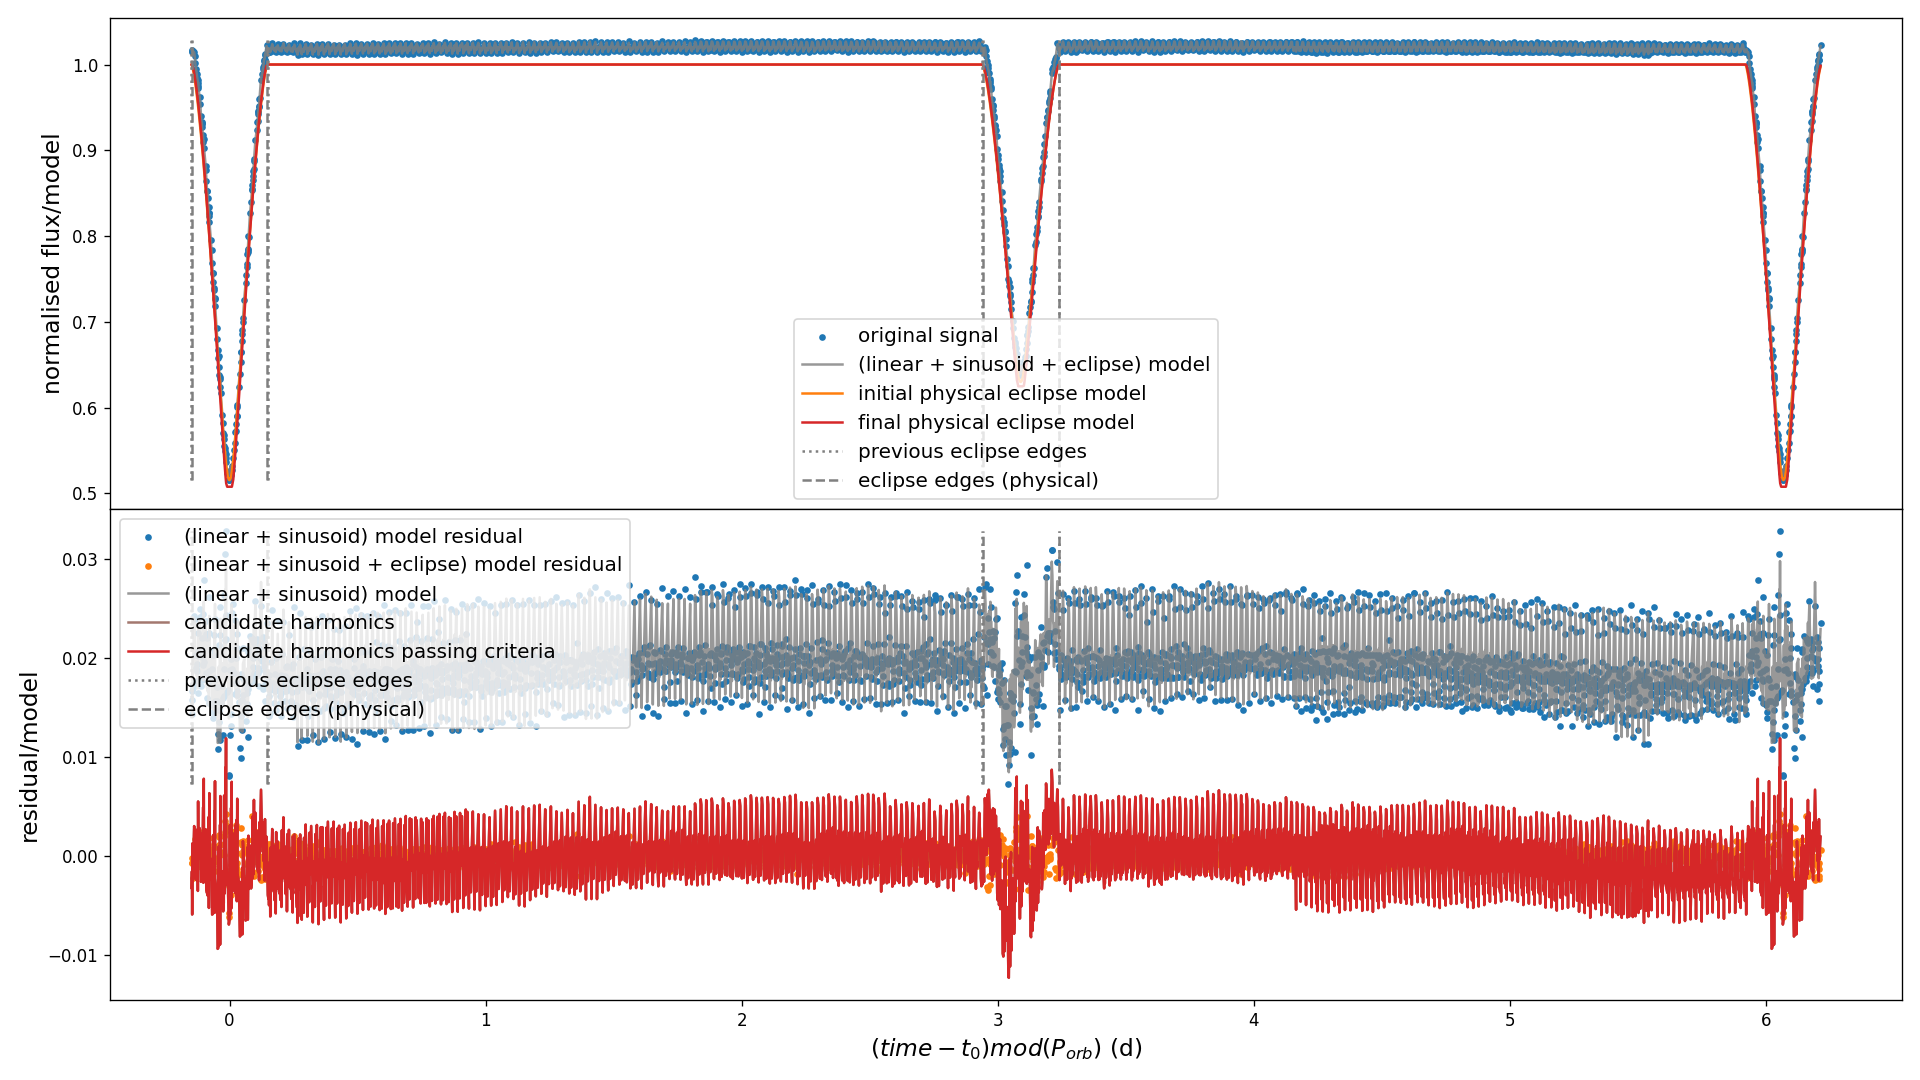 1.0
0.9
0.8
0.7
0.6
0.5
normalised flux/model
original signal
(linear + sinusoid + eclipse) model
initial physical eclipse model
final physical eclipse model
previous eclipse edges
eclipse edges (physical)
0.03
0.02
0.01
0.00
−0.01
residual/model
(linear + sinusoid) model residual
(linear + sinusoid + eclipse) model residual
(linear + sinusoid) model
candidate harmonics
candidate harmonics passing criteria
previous eclipse edges
eclipse edges (physical)
0 1 2 3 4 5 6
(time − t₀)mod(P_orb) (d)